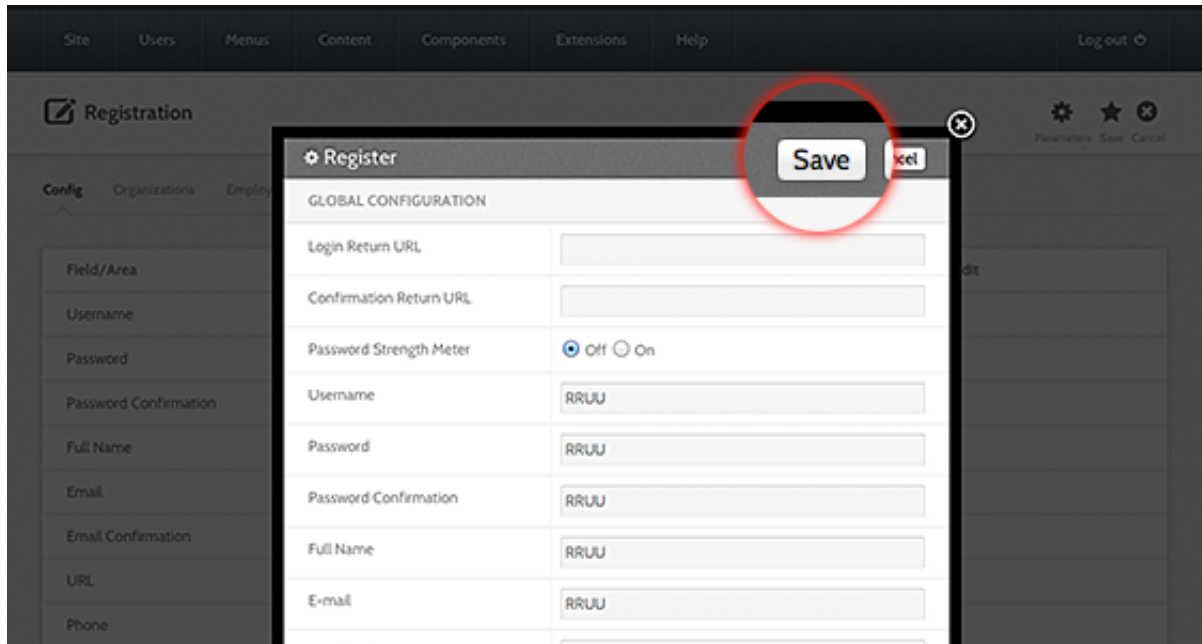 Site Users Menus Content Components Extensions Help Log out
Registration
Parameters Save Cancel
Register Save
Config Organizations
GLOBAL CONFIGURATION
Login Return URL
Field/Area
Confirmation Return URL
Username
Password Strength Meter Off On
Password
Username RRUU
Password Confirmation
Password RRUU
Full Name
Password Confirmation RRUU
Email
Email Confirmation
Full Name RRUU
URL
E-mail RRUU
Phone